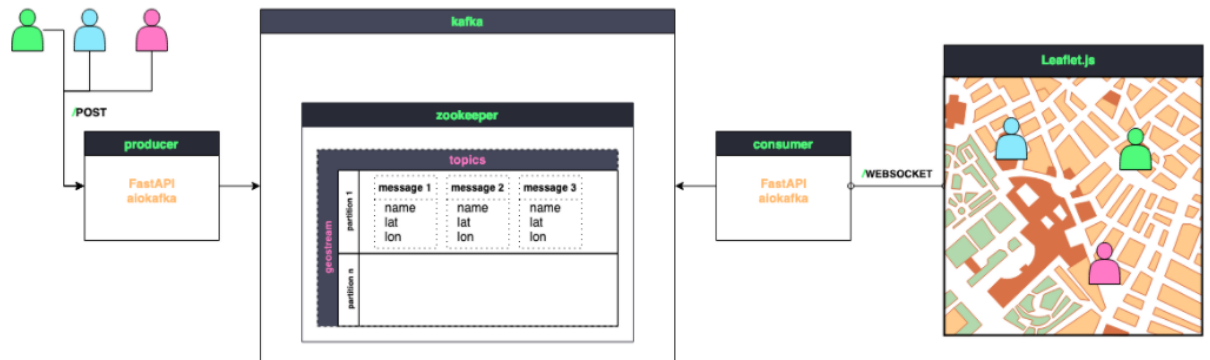 /POST
producer
FastAPI
aiokafka
kafka
zookeeper
topics
geostream
partition 1
message 1
name
lat
lon
message 2
name
lat
lon
message 3
name
lat
lon
partition n
consumer
FastAPI
aiokafka
/WEBSOCKET
Leaflet.js